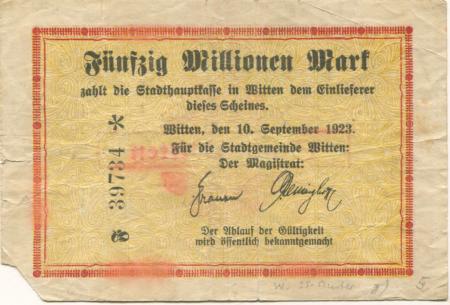 Fünfzig Millionen Mark
zahlt die Stadthauptkasse in Witten dem Einlieferer
dieses Scheines.
Witten, den 10. September 1923.
Für die Stadtgemeinde Witten:
Der Magistrat:
Der Ablauf der Gültigkeit
wird öffentlich bekanntgemacht
39734 *